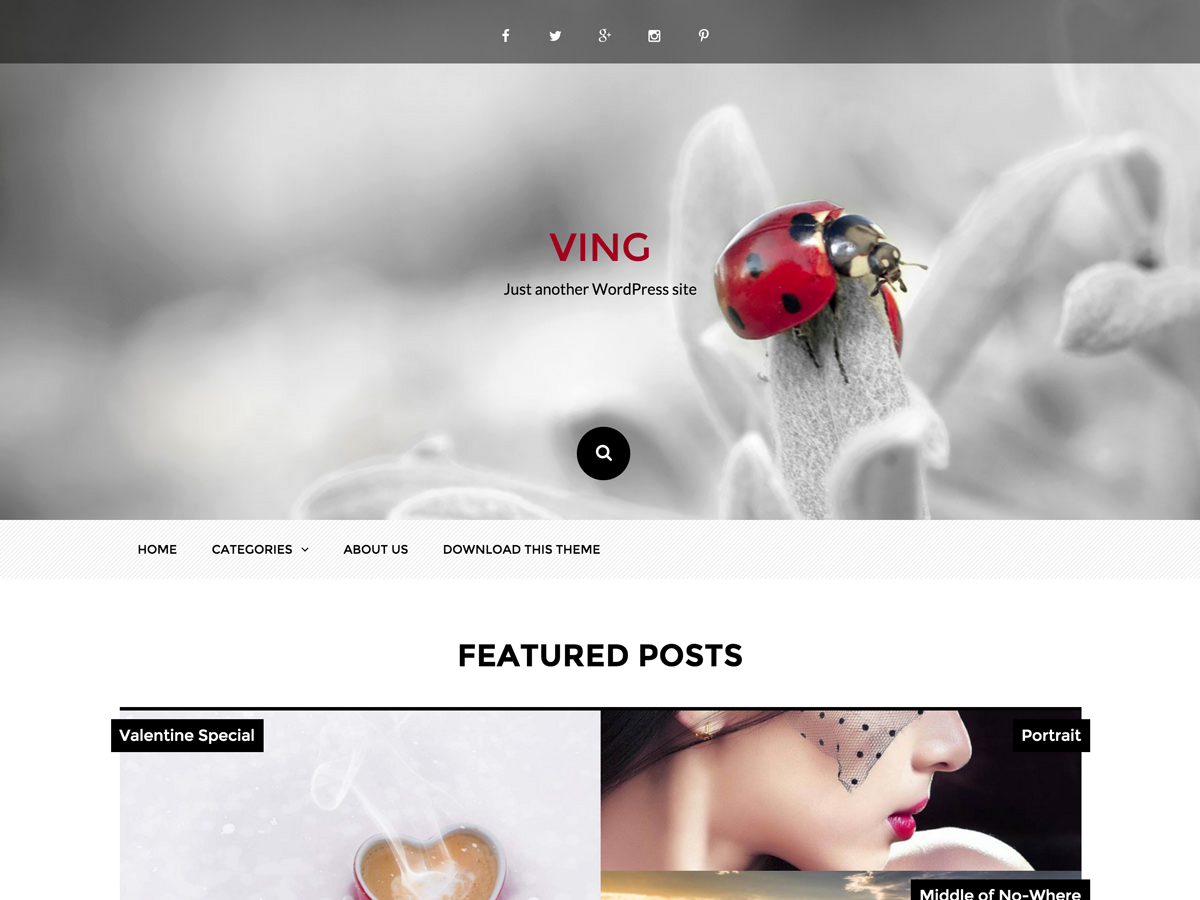 VING
Just another WordPress site
HOME CATEGORIES ABOUT US DOWNLOAD THIS THEME
FEATURED POSTS
Valentine Special
Portrait
Middle of No-Where